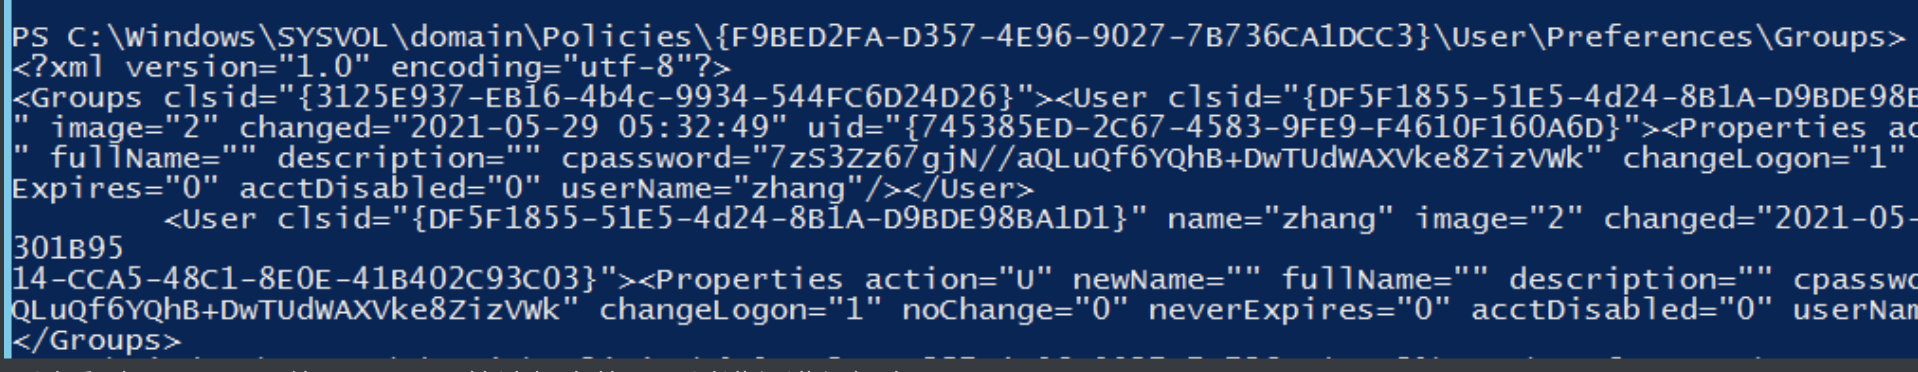 PS C:\Windows\SYSVOL\domain\Policies\{F9BED2FA-D357-4E96-9027-7B736CA1DCC3}\User\Preferences\Groups>
<?xml version="1.0" encoding="utf-8"?>
<Groups clsid="{3125E937-EB16-4b4c-9934-544FC6D24D26}"><User clsid="{DF5F1855-51E5-4d24-8B1A-D9BDE98B
" image="2" changed="2021-05-29 05:32:49" uid="{745385ED-2C67-4583-9FE9-F4610F160A6D}"><Properties ac
" fullName="" description="" cpassword="7zS3Zz67gjN//aQLuQf6YQhB+DwTUdWAXVke8ZizVWk" changeLogon="1"
Expires="0" acctDisabled="0" userName="zhang"/></User>
<User clsid="{DF5F1855-51E5-4d24-8B1A-D9BDE98BA1D1}" name="zhang" image="2" changed="2021-05-
301B95
14-CCA5-48C1-8E0E-41B402C93C03}"><Properties action="U" newName="" fullName="" description="" cpasswo
QLuQf6YQhB+DwTUdWAXVke8ZizVWk" changeLogon="1" noChange="0" neverExpires="0" acctDisabled="0" userNam
</Groups>